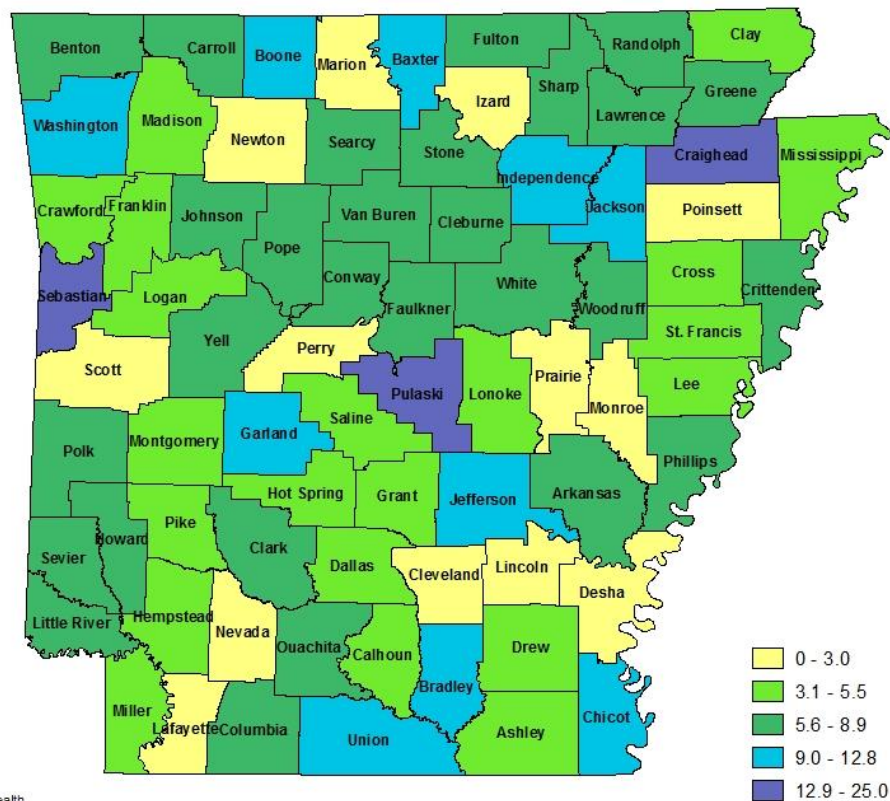 Benton
Carroll
Boone
Marion
Baxter
Fulton
Randolph
Clay
Sharp
Izard
Greene
Lawrence
Washington
Madison
Newton
Searcy
Stone
Independence
Jackson
Craighead
Mississippi
Poinsett
Crawford
Franklin
Johnson
Pope
Van Buren
Cleburne
Conway
Faulkner
White
Woodruff
Cross
Crittenden
St. Francis
Sebastian
Logan
Yell
Scott
Perry
Pulaski
Lonoke
Prairie
Monroe
Lee
Phillips
Polk
Montgomery
Garland
Saline
Hot Spring
Grant
Jefferson
Arkansas
Howard
Pike
Clark
Dallas
Sevier
Cleveland
Lincoln
Desha
Little River
Hempstead
Nevada
Ouachita
Calhoun
Bradley
Drew
Miller
Lafayette
Columbia
Union
Ashley
Chicot
0 - 3.0
3.1 - 5.5
5.6 - 8.9
9.0 - 12.8
12.9 - 25.0